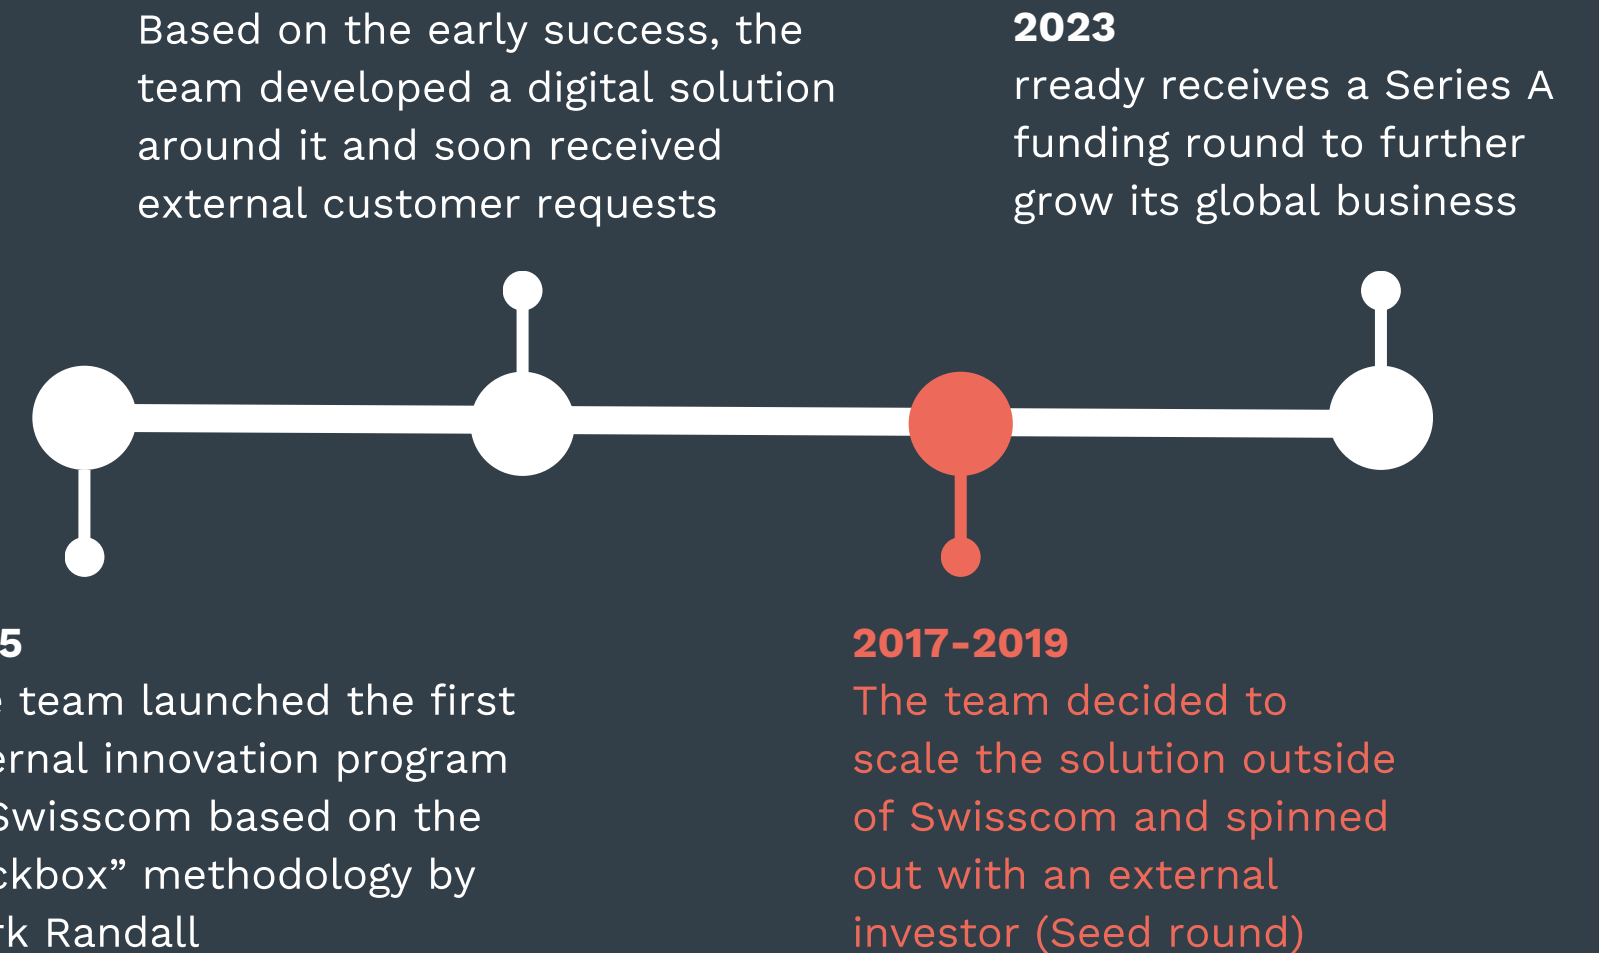 Based on the early success, the
team developed a digital solution
around it and soon received
external customer requests
2023
rready receives a Series A
funding round to further
grow its global business
5
team launched the first
ernal innovation program
Swisscom based on the
ckbox” methodology by
rk Randall
2017-2019
The team decided to
scale the solution outside
of Swisscom and spinned
out with an external
investor (Seed round)